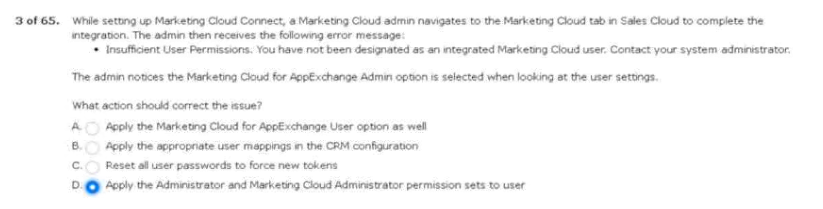 3 of 65. While setting up Marketing Cloud Connect, a Marketing Cloud admin navigates to the Marketing Cloud tab in Sales Cloud to complete the
integration. The admin then receives the following error message:
• Insufficient User Permissions. You have not been designated as an integrated Marketing Cloud user. Contact your system administrator.
The admin notices the Marketing Cloud for AppExchange Admin option is selected when looking at the user settings.
What action should correct the issue?
A. Apply the Marketing Cloud for AppExchange User option as well
B. Apply the appropriate user mappings in the CRM configuration
C. Reset all user passwords to force new tokens
D. Apply the Administrator and Marketing Cloud Administrator permission sets to user